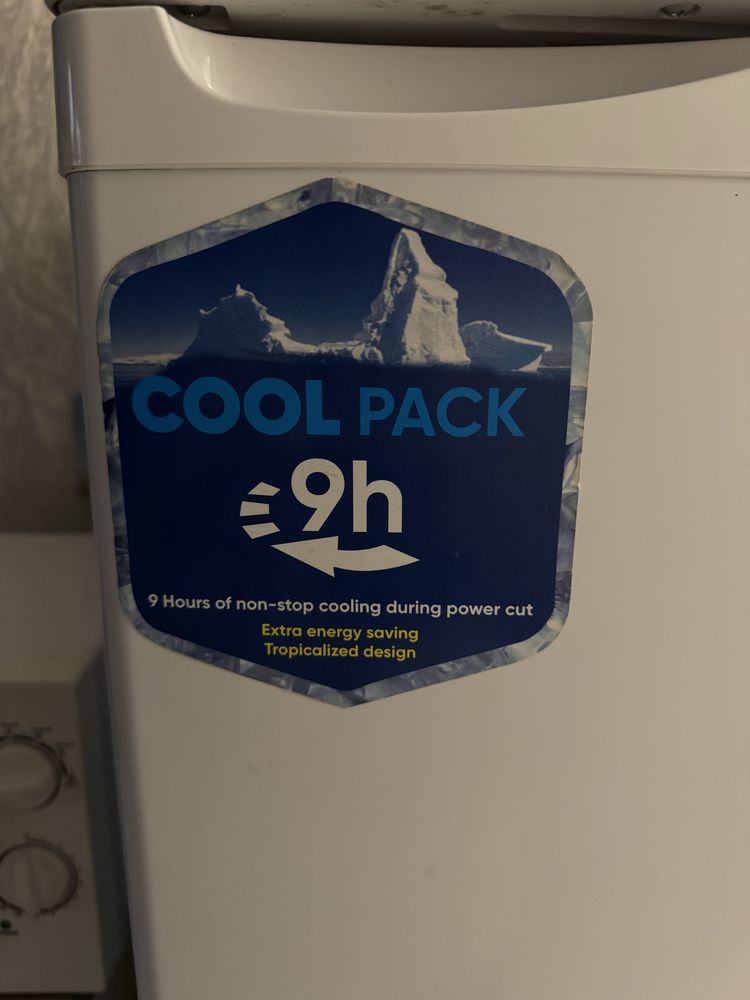 COOL PACK
9h
9 Hours of non-stop cooling during power cut
Extra energy saving
Tropicalized design